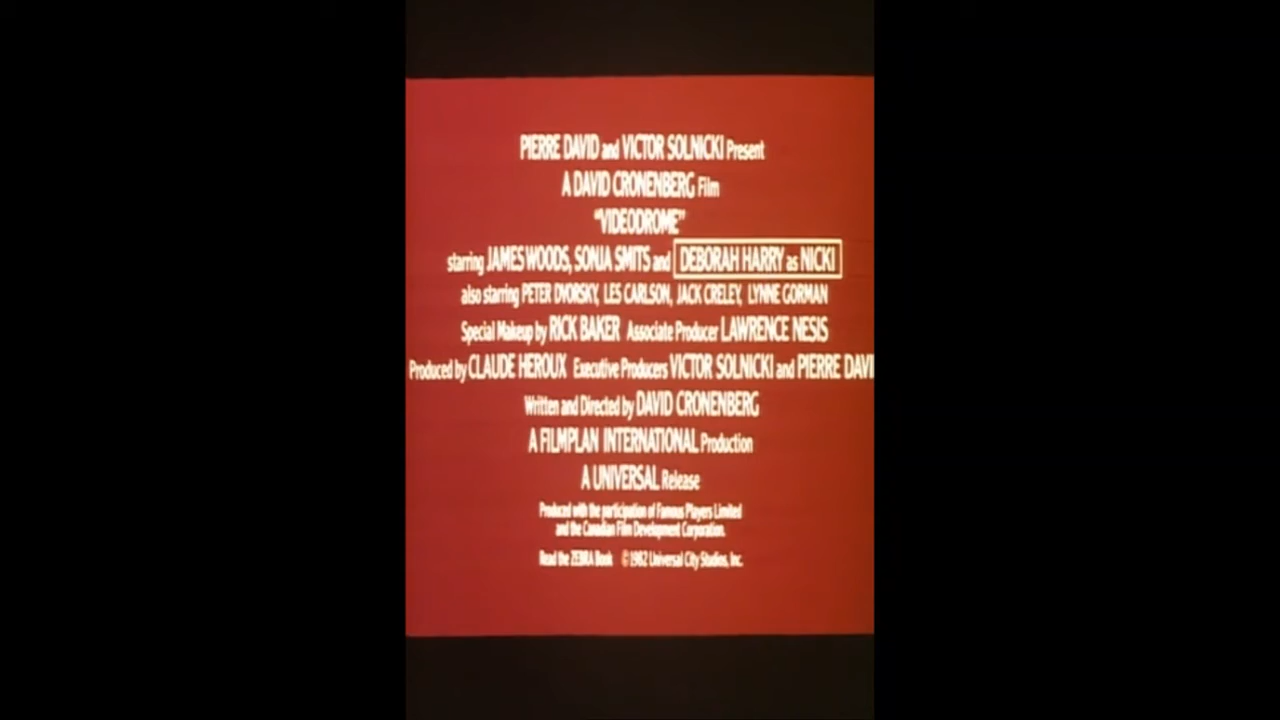 PIERRE DAVID and VICTOR SOLNICKI Present
A DAVID CRONENBERG Film
"VIDEODROME"
starring JAMES WOODS, SONJA SMITS and DEBORAH HARRY as NICKI
also starring PETER DVORSKY, LES CARLSON, JACK CRELEY, LYNNE GORMAN
Special Makeup by RICK BAKER Associate Producer LAWRENCE NESIS
Produced by CLAUDE HEROUX Executive Producers VICTOR SOLNICKI and PIERRE DAVI
Written and Directed by DAVID CRONENBERG
A FILMPLAN INTERNATIONAL Production
A UNIVERSAL Release
Produced with the participation of Famous Players Limited
and the Canadian Film Development Corporation.
Read the ZEBRA Book ©1982 Universal City Studios, Inc.